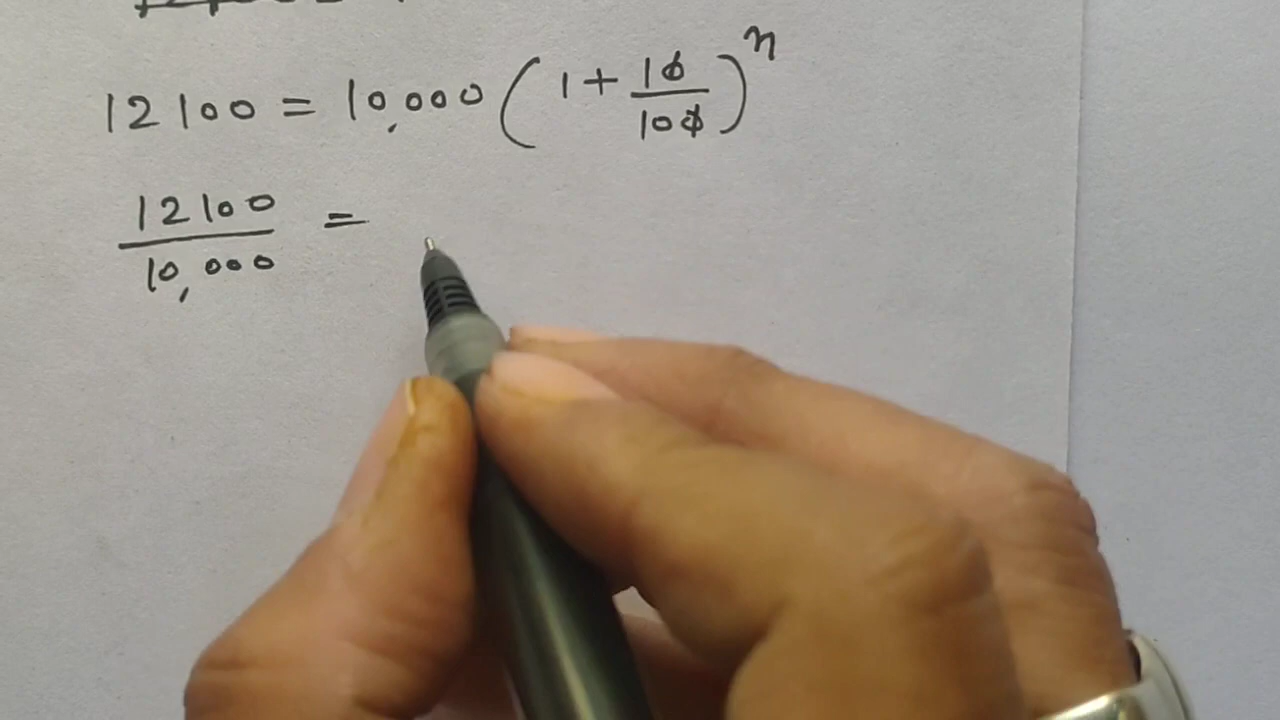 12100 = 10,000 ( 1 + 10/100 )^n
12100/10,000 =